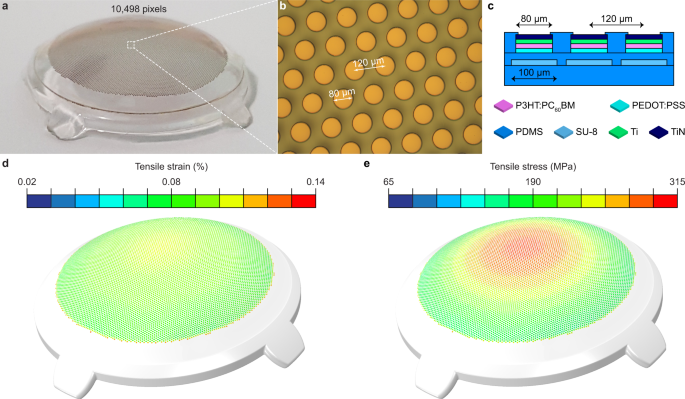 a
10,498 pixels
b
120 µm
80 µm
c
80 µm
120 µm
100 µm
P3HT:PC60BM
PEDOT:PSS
PDMS
SU-8
Ti
TiN
d
Tensile strain (%)
0.02
0.08
0.14
e
Tensile stress (MPa)
65
190
315